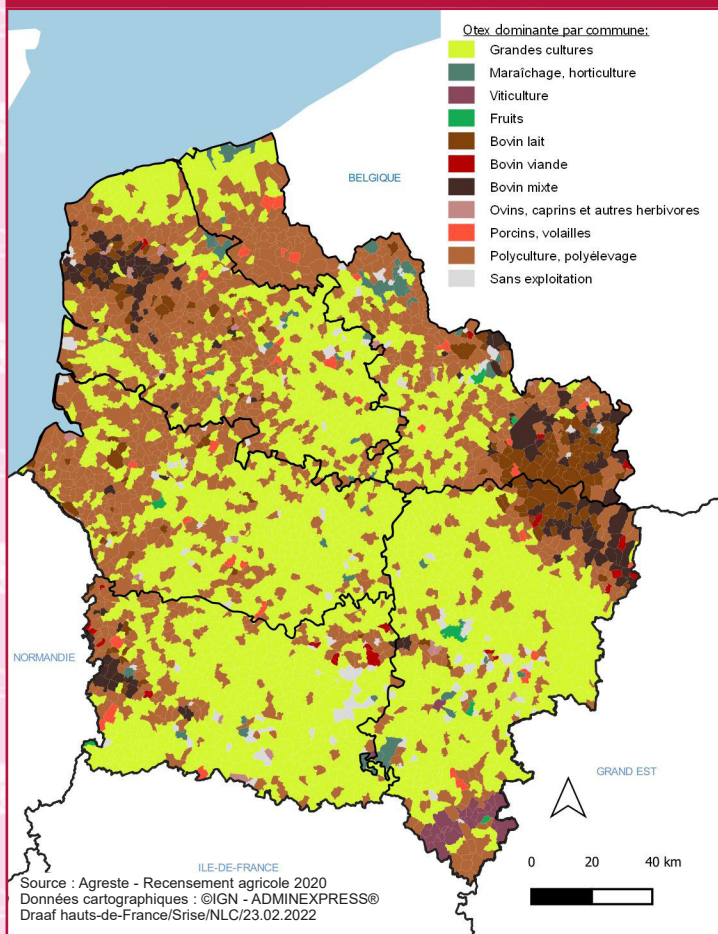 Otex dominante par commune:
Grandes cultures
Maraîchage, horticulture
Viticulture
Fruits
Bovin lait
Bovin viande
Bovin mixte
Ovins, caprins et autres herbivores
Porcins, volailles
Polyculture, polyélevage
Sans exploitation
BELGIQUE
NORMANDIE
GRAND EST
0 20 40 km
ILE-DE-FRANCE
Source : Agreste - Recensement agricole 2020
Données cartographiques : ©IGN - ADMINEXPRESS®
Draaf hauts-de-France/Srise/NLC/23.02.2022